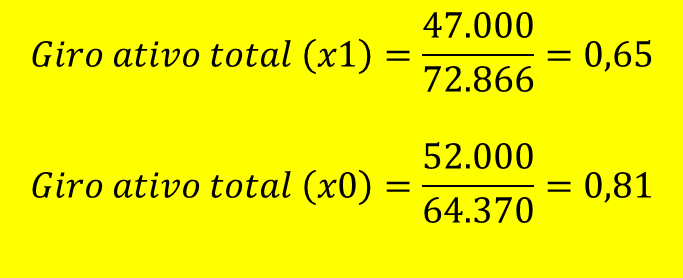 Giro ativo total (x1) = 47.000 / 72.866 = 0,65
Giro ativo total (x0) = 52.000 / 64.370 = 0,81